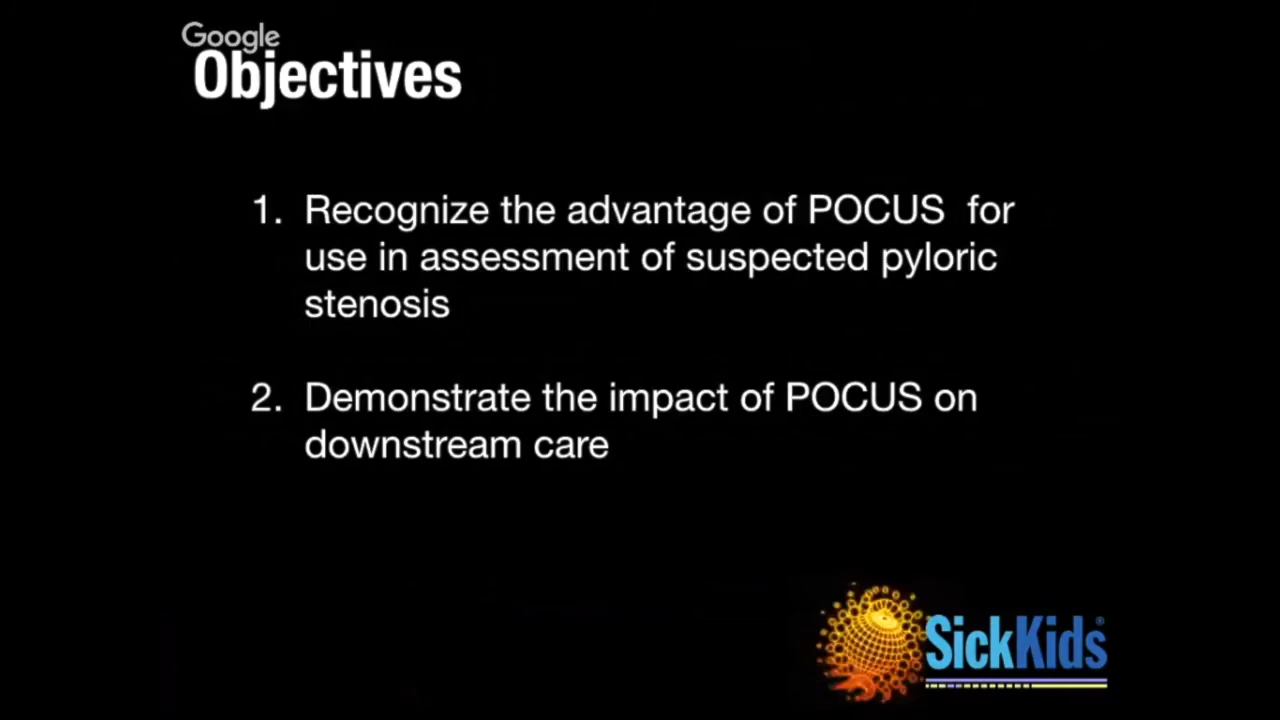 Google
Objectives
1. Recognize the advantage of POCUS for
use in assessment of suspected pyloric
stenosis
2. Demonstrate the impact of POCUS on
downstream care
SickKids®